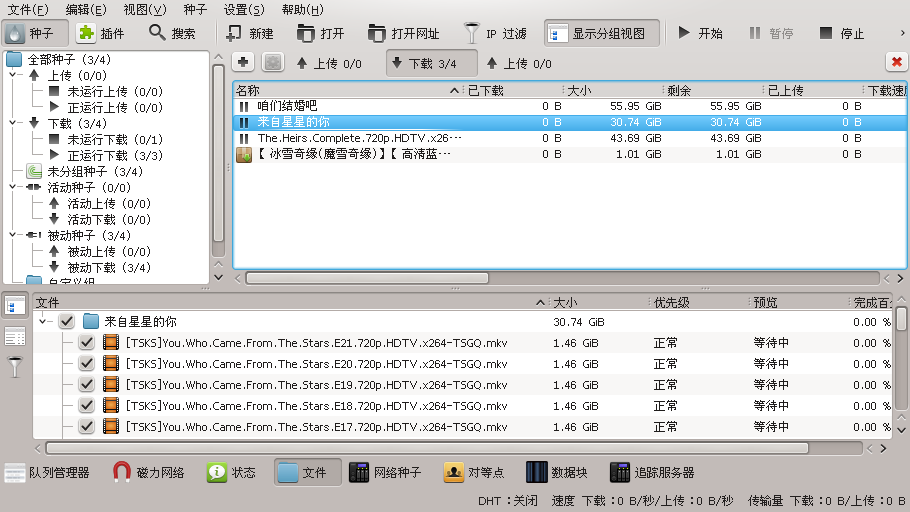 文件(F) 编辑(E) 视图(V) 种子 设置(S) 帮助(H)
种子 插件 搜索 新建 打开 打开网址 IP 过滤 显示分组视图 开始 暂停 停止
全部种子 (3/4)
上传 (0/0)
未运行上传 (0/0)
正运行上传 (0/0)
下载 (3/4)
未运行下载 (0/1)
正运行下载 (3/3)
未分组种子 (3/4)
活动种子 (0/0)
活动上传 (0/0)
活动下载 (0/0)
被动种子 (3/4)
被动上传 (0/0)
被动下载 (3/4)
自定义组
上传 0/0 下载 3/4 上传 0/0
名称 已下载 大小 剩余 已上传 下载速
咱们结婚吧 0 B 55.95 GiB 55.95 GiB 0 B
来自星星的你 0 B 30.74 GiB 30.74 GiB 0 B
The.Heirs.Complete.720p.HDTV.x26… 0 B 43.69 GiB 43.69 GiB 0 B
【 冰雪奇缘(魔雪奇缘)】【 高清蓝… 0 B 1.01 GiB 1.01 GiB 0 B
文件 大小 优先级 预览 完成百
来自星星的你 30.74 GiB 0.00 %
[TSKS]You.Who.Came.From.The.Stars.E21.720p.HDTV.x264-TSGQ.mkv 1.46 GiB 正常 等待中 0.00 %
[TSKS]You.Who.Came.From.The.Stars.E20.720p.HDTV.x264-TSGQ.mkv 1.46 GiB 正常 等待中 0.00 %
[TSKS]You.Who.Came.From.The.Stars.E19.720p.HDTV.x264-TSGQ.mkv 1.46 GiB 正常 等待中 0.00 %
[TSKS]You.Who.Came.From.The.Stars.E18.720p.HDTV.x264-TSGQ.mkv 1.46 GiB 正常 等待中 0.00 %
[TSKS]You.Who.Came.From.The.Stars.E17.720p.HDTV.x264-TSGQ.mkv 1.46 GiB 正常 等待中 0.00 %
队列管理器 磁力网络 状态 文件 网络种子 对等点 数据块 追踪服务器
DHT：关闭 速度 下载：0 B/秒/上传：0 B/秒 传输量 下载：0 B/上传：0 B